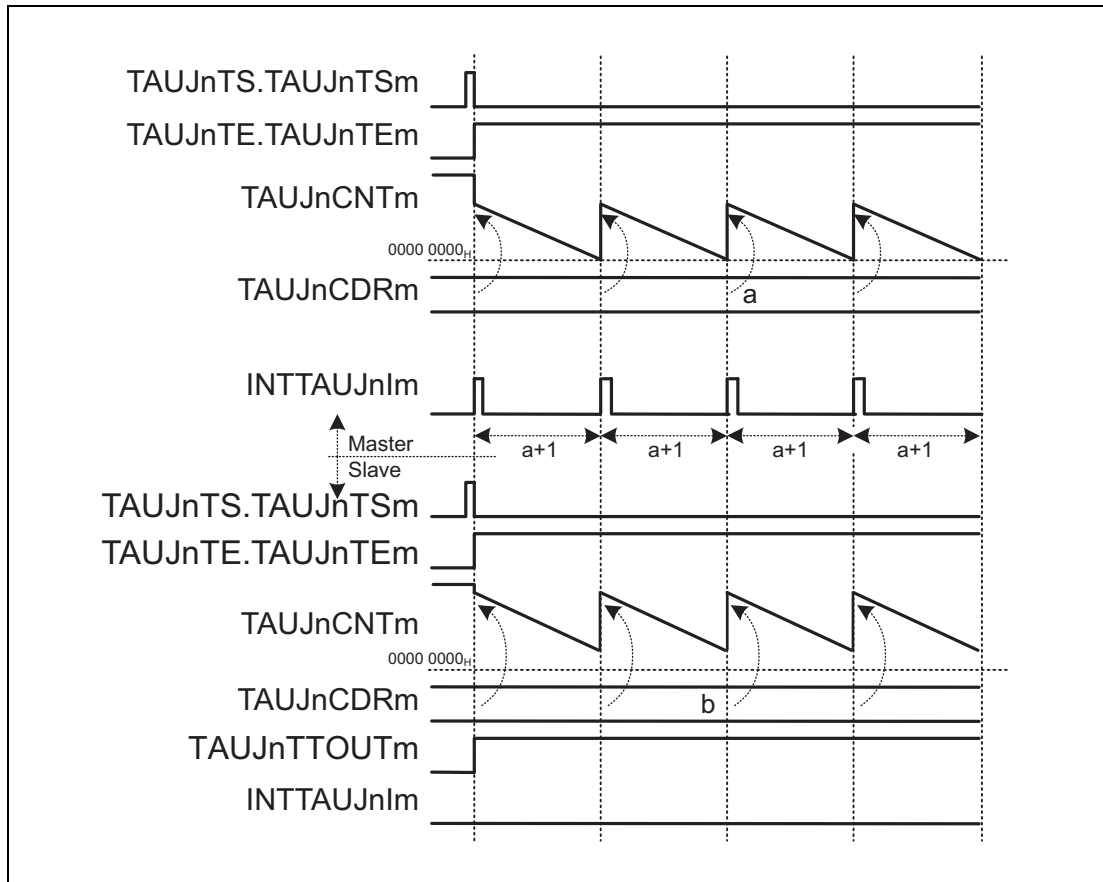 TAUJnTS.TAUJnTSm
TAUJnTE.TAUJnTEm
TAUJnCNTm
0000 0000H
TAUJnCDRm
a
INTTAUJnIm
Master
a+1 a+1 a+1 a+1
Slave
TAUJnTS.TAUJnTSm
TAUJnTE.TAUJnTEm
TAUJnCNTm
0000 0000H
TAUJnCDRm
b
TAUJnTTOUTm
INTTAUJnIm